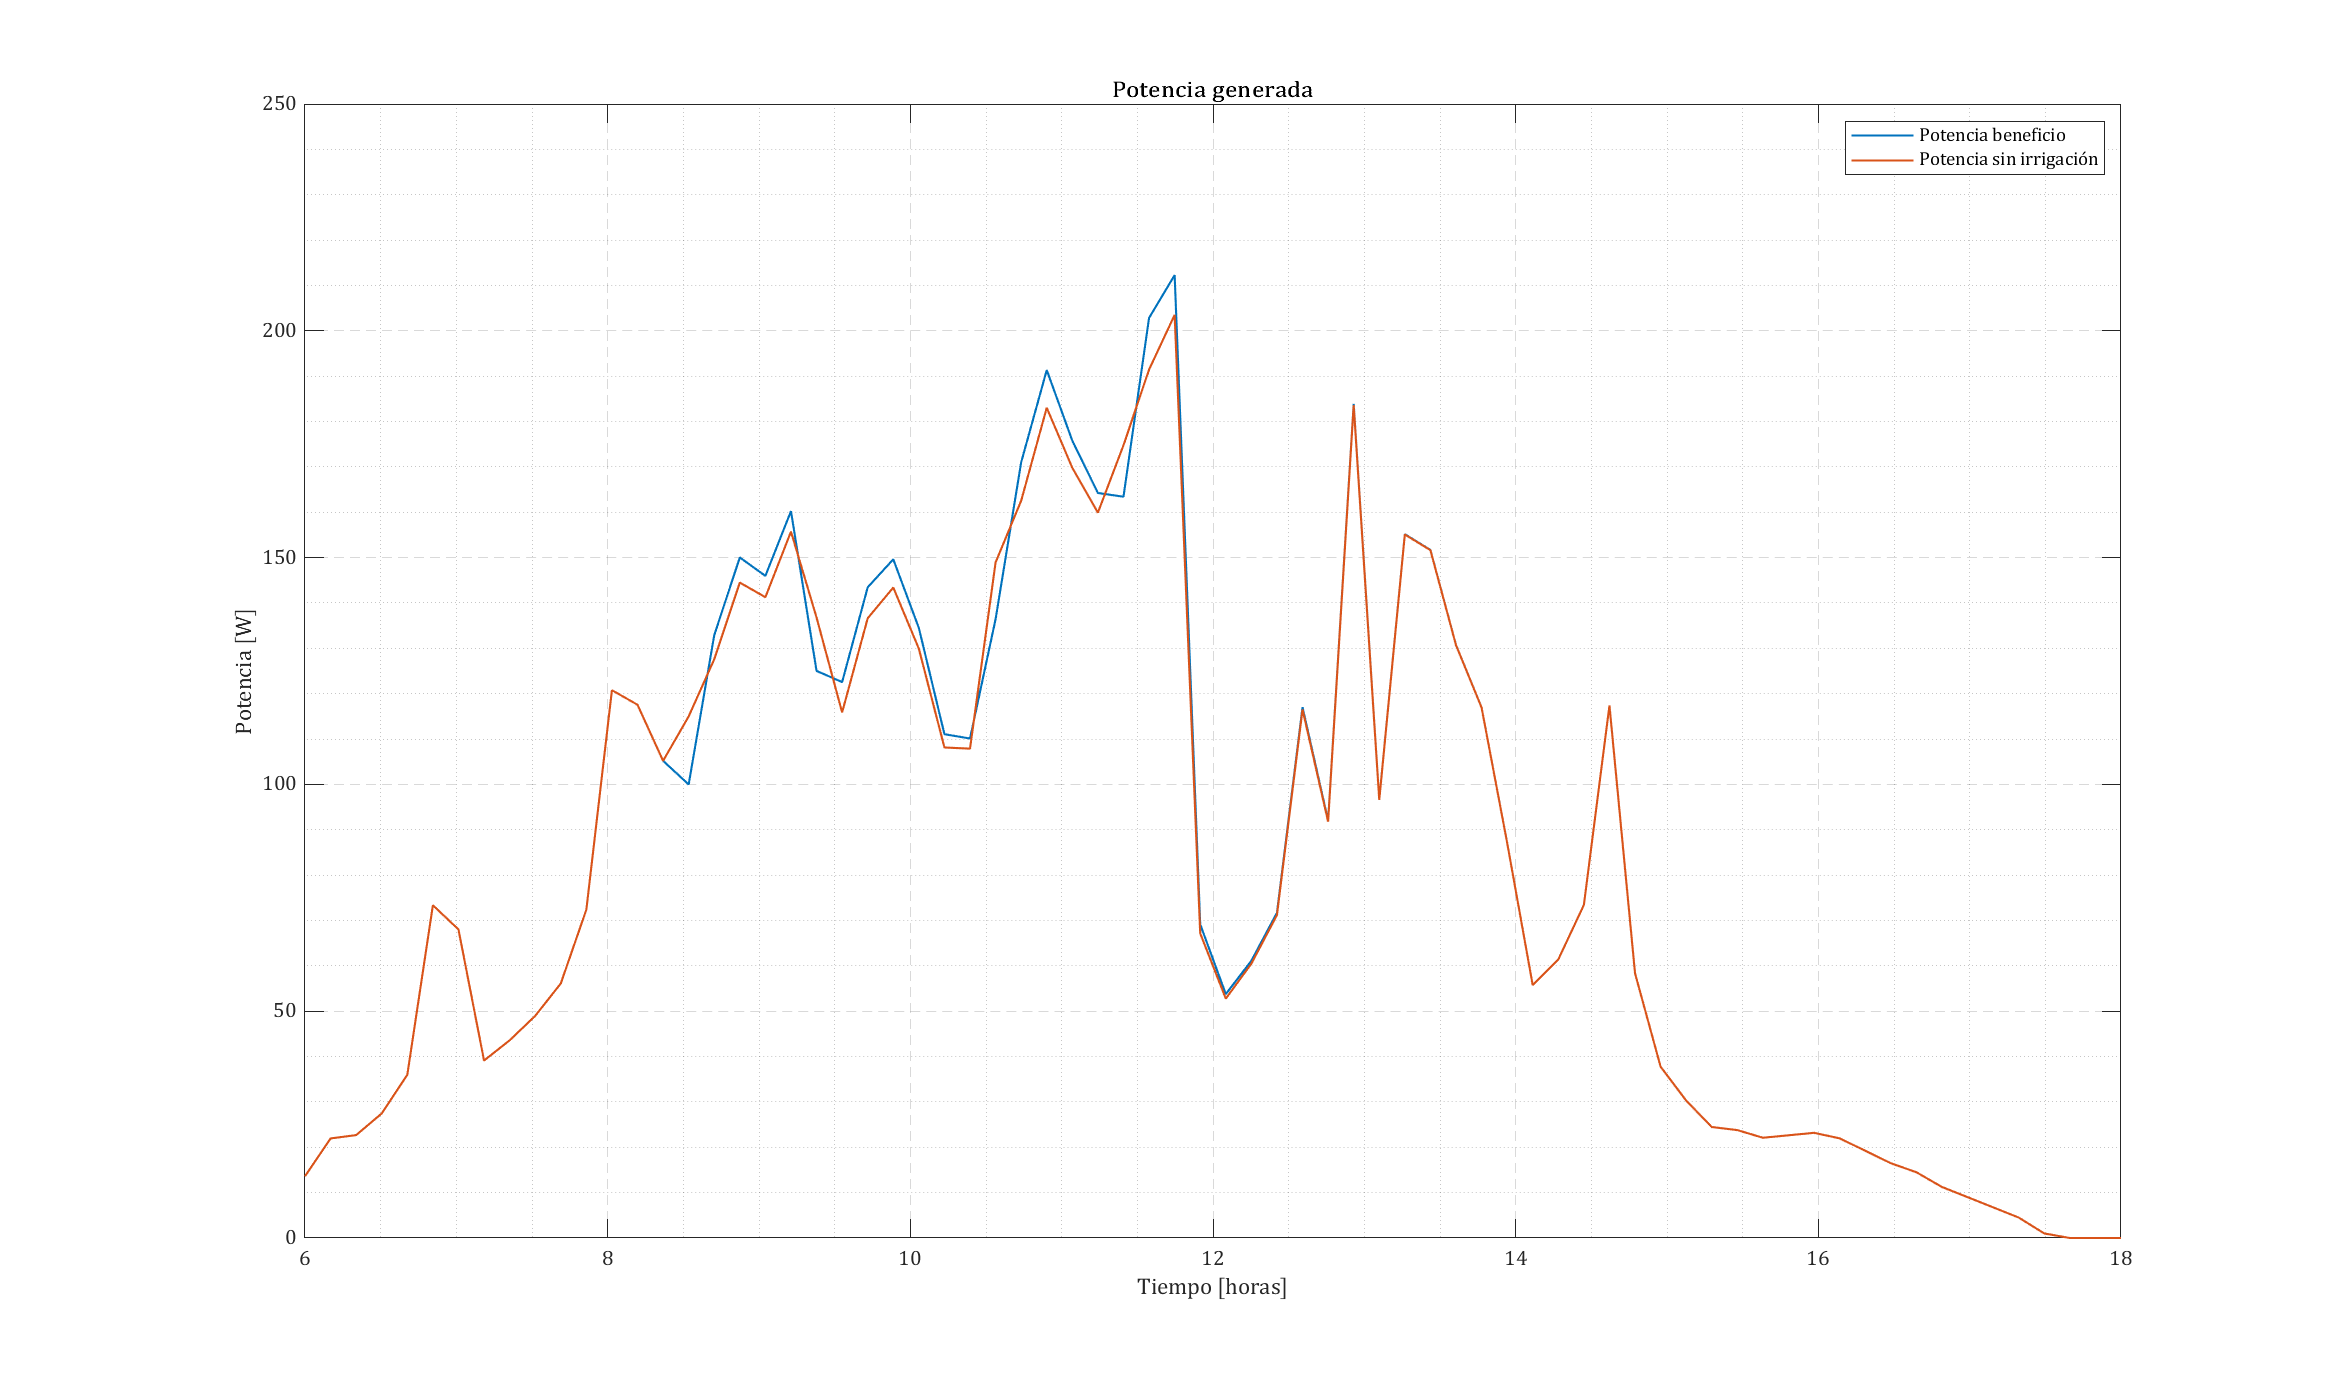 Potencia generada
250
200
150
100
50
0
Potencia [W]
Potencia beneficio
Potencia sin irrigación
6 8 10 12 14 16 18
Tiempo [horas]